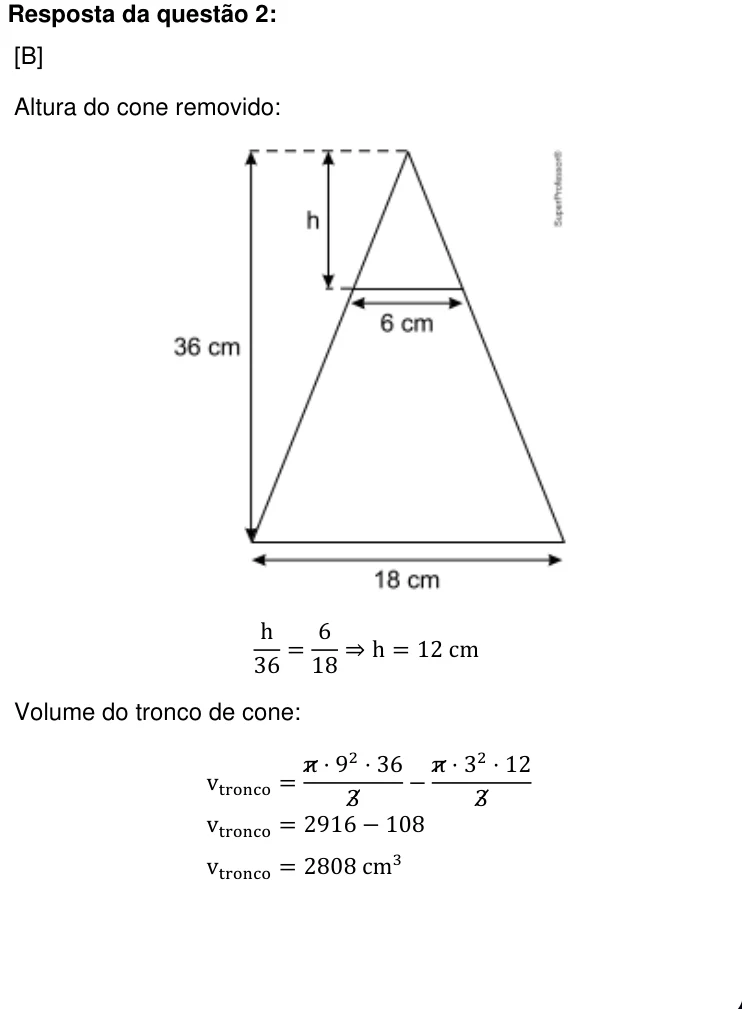 Resposta da questão 2:
[B]
Altura do cone removido:
SuperProfessor®
h
6 cm
36 cm
18 cm
h/36 = 6/18 ⇒ h = 12 cm
Volume do tronco de cone:
v_tronco = π · 9² · 36/3 − π · 3² · 12/3
v_tronco = 2916 − 108
v_tronco = 2808 cm³